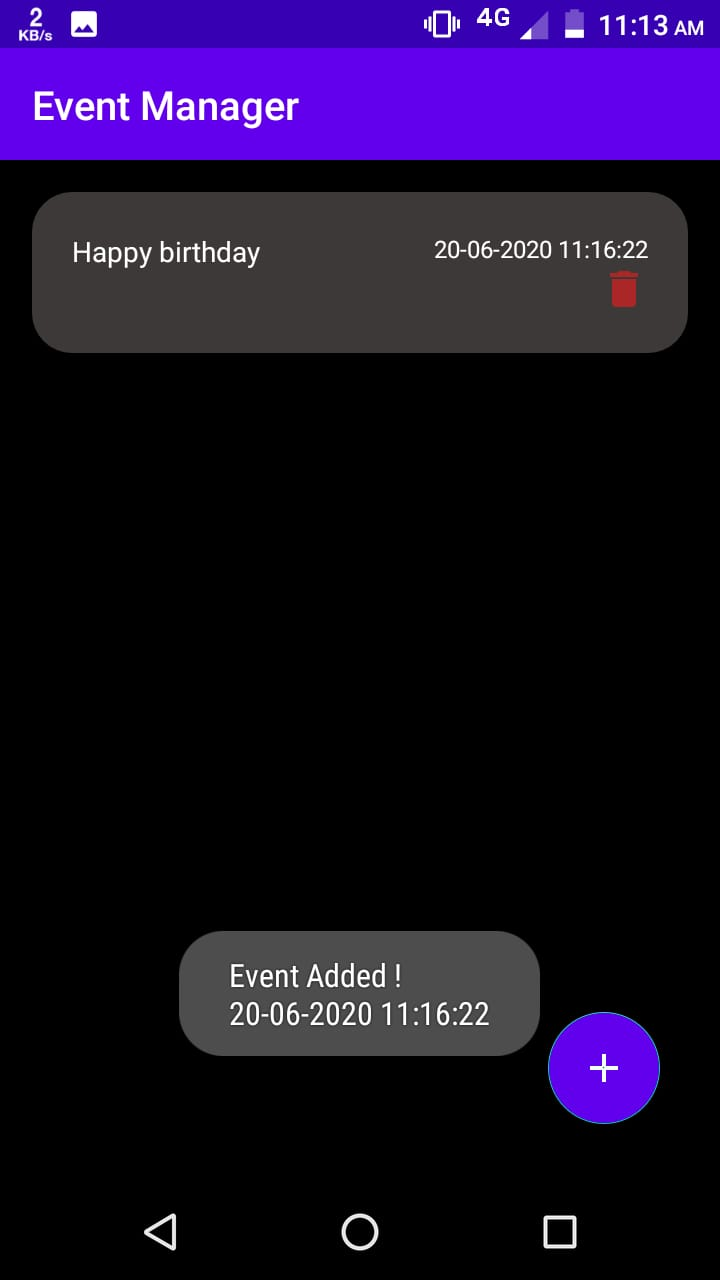 2
KB/s
4G
11:13 AM
Event Manager
Happy birthday
20-06-2020 11:16:22
Event Added !
20-06-2020 11:16:22